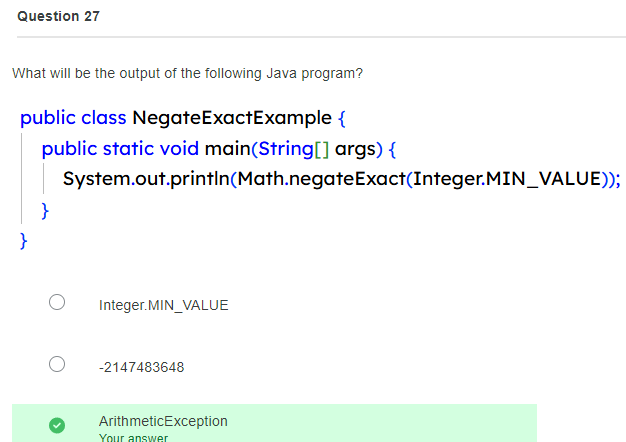 Question 27
What will be the output of the following Java program?
public class NegateExactExample {
public static void main(String[] args) {
System.out.println(Math.negateExact(Integer.MIN_VALUE));
}
}
Integer.MIN_VALUE
-2147483648
ArithmeticException
Your answer